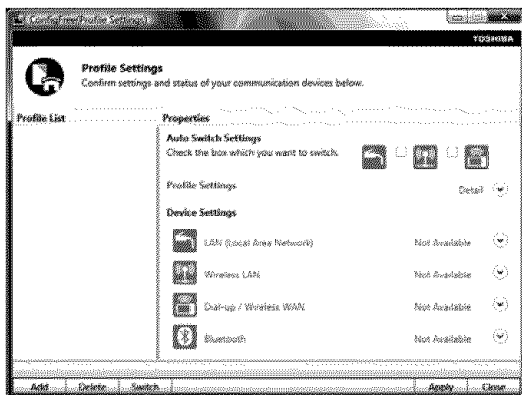 ConfigFree(Profile Settings)
TOSHIBA
Profile Settings
Confirm settings and status of your communication devices below.
Profile List
Properties
Auto Switch Settings
Check the box which you want to switch.
Profile Settings
Detail
Device Settings
LAN (Local Area Network)
Not Available
Wireless LAN
Not Available
Dial-up / Wireless WAN
Not Available
Bluetooth
Not Available
Add Delete Switch Apply Close